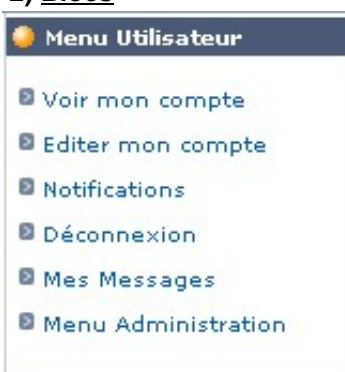 Menu Utilisateur
Voir mon compte
Editer mon compte
Notifications
Déconnexion
Mes Messages
Menu Administration